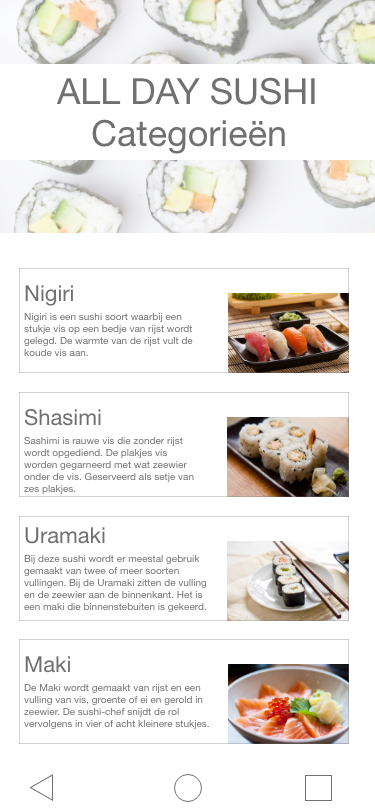 ALL DAY SUSHI
Categorieën
Nigiri
Nigiri is een sushi soort waarbij een
stukje vis op een bedje van rijst wordt
gelegd. De warmte van de rijst vult de
koude vis aan.
Shasimi
Sashimi is rauwe vis die zonder rijst
wordt opgediend. De plakjes vis
worden gegarneerd met wat zeewier
onder de vis. Geserveerd als setje van
zes plakjes.
Uramaki
Bij deze sushi wordt er meestal gebruik
gemaakt van twee of meer soorten
vullingen. Bij de Uramaki zitten de vulling
en de zeewier aan de binnenkant. Het is
een maki die binnenstebuiten is gekeerd.
Maki
De Maki wordt gemaakt van rijst en een
vulling van vis, groente of ei en gerold in
zeewier. De sushi-chef snijdt de rol
vervolgens in vier of acht kleinere stukjes.